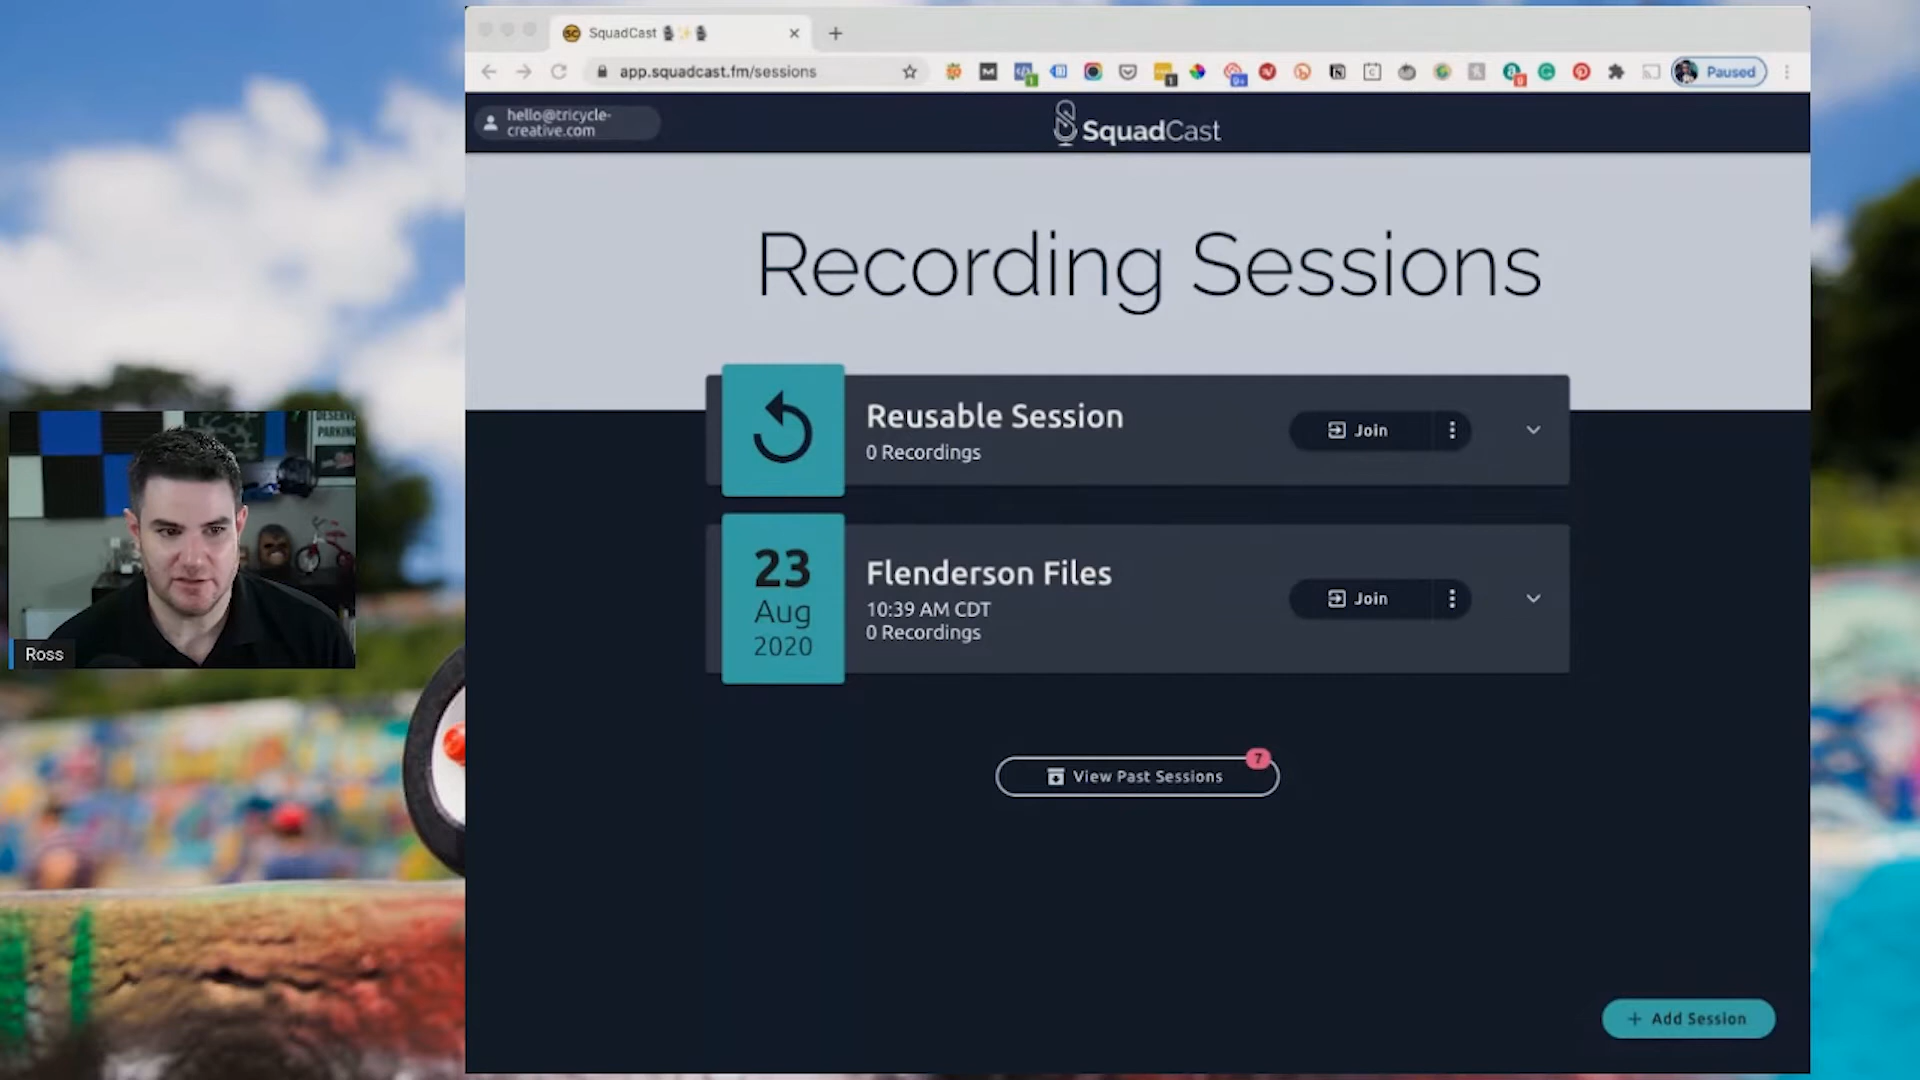 SquadCast
app.squadcast.fm/sessions
Paused
hello@tricycle-
creative.com
SquadCast
Recording Sessions
Reusable Session
0 Recordings
Join
23
Aug
2020
Flenderson Files
10:39 AM CDT
0 Recordings
Join
View Past Sessions
7
Add Session
PARKING
Ross